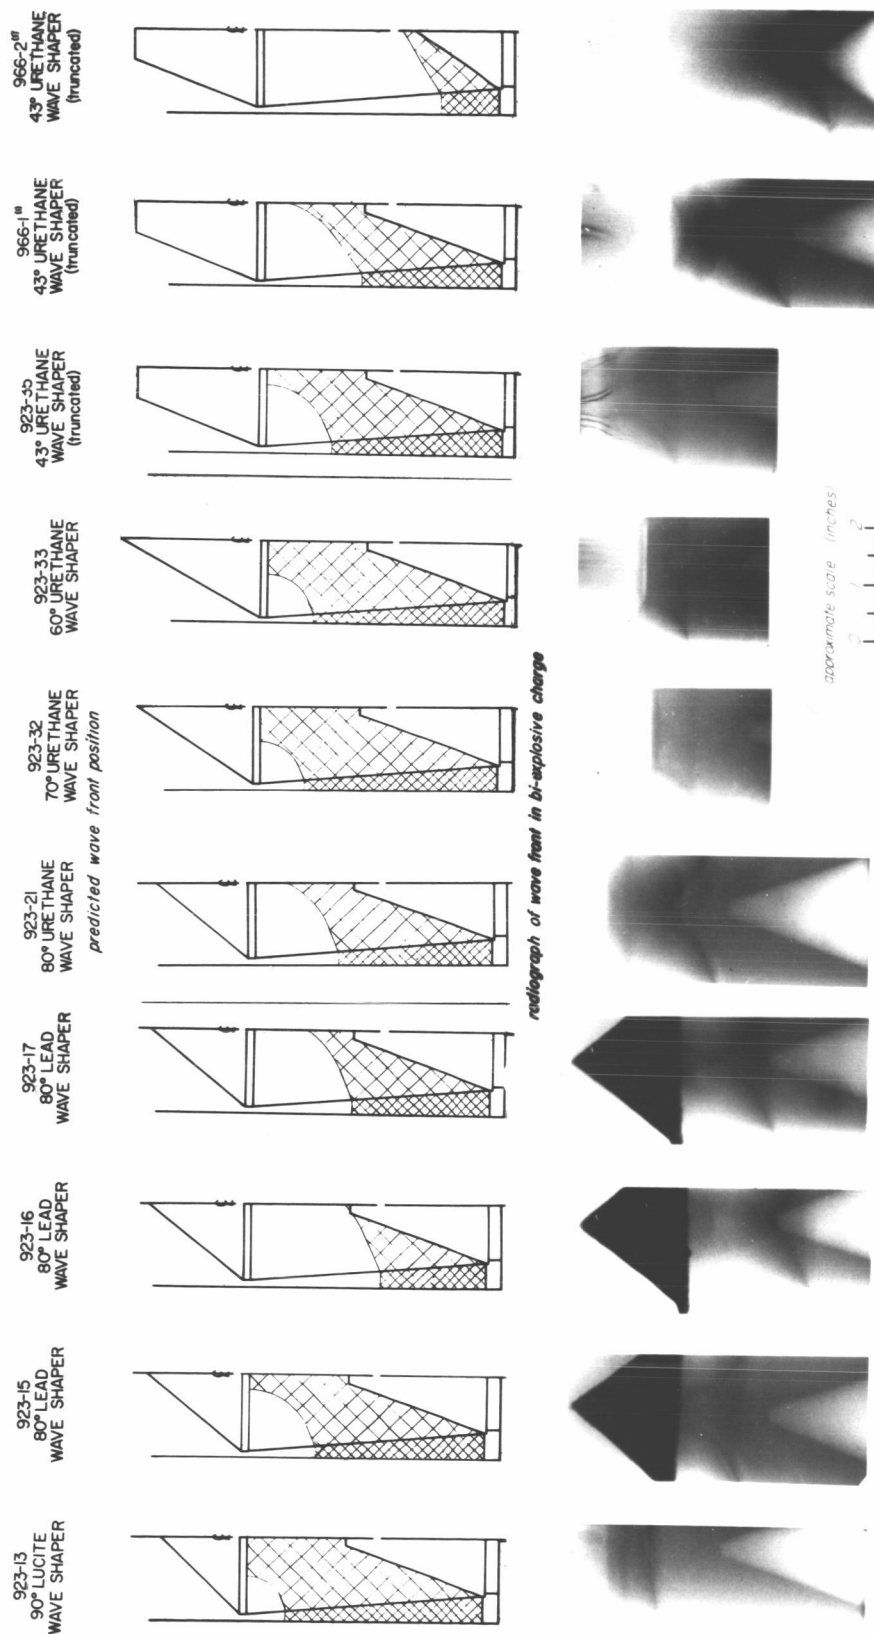 966-2'''
43° URETHANE
WAVE SHAPER
(truncated)
966-1'''
43° URETHANE
WAVE SHAPER
(truncated)
923-35
43° URETHANE
WAVE SHAPER
(truncated)
923-33
60° URETHANE
WAVE SHAPER
923-32
70° URETHANE
WAVE SHAPER
predicted wave front position
923-21
80° URETHANE
WAVE SHAPER
923-17
80° LEAD
WAVE SHAPER
923-16
80° LEAD
WAVE SHAPER
923-15
80° LEAD
WAVE SHAPER
923-13
90° LUCITE
WAVE SHAPER
radiograph of wave front in bi-explosive charge
approximate scale (inches)
0 1 2